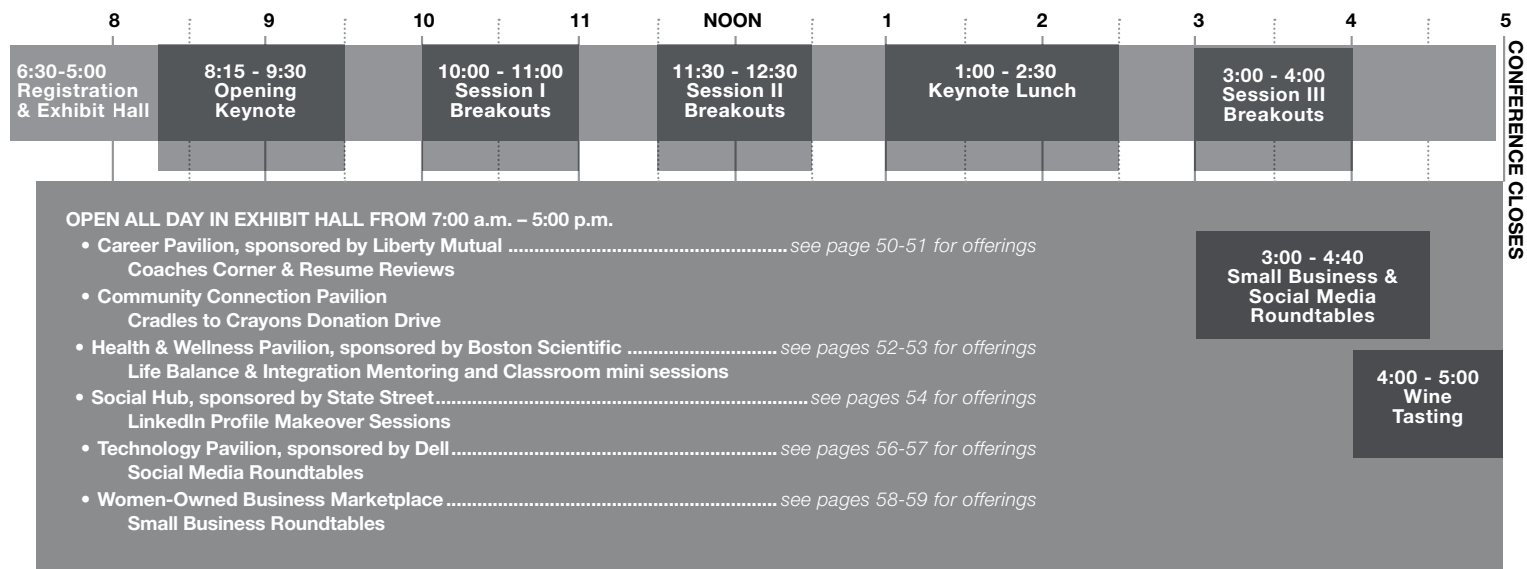 8 9 10 11 NOON 1 2 3 4 5
6:30-5:00
Registration
& Exhibit Hall
8:15 - 9:30
Opening
Keynote
10:00 - 11:00
Session I
Breakouts
11:30 - 12:30
Session II
Breakouts
1:00 - 2:30
Keynote Lunch
3:00 - 4:00
Session III
Breakouts
CONFERENCE CLOSES
OPEN ALL DAY IN EXHIBIT HALL FROM 7:00 a.m. – 5:00 p.m.
• Career Pavilion, sponsored by Liberty Mutual ..................................................see page 50-51 for offerings
Coaches Corner & Resume Reviews
• Community Connection Pavilion
Cradles to Crayons Donation Drive
• Health & Wellness Pavilion, sponsored by Boston Scientific ...........................see pages 52-53 for offerings
Life Balance & Integration Mentoring and Classroom mini sessions
• Social Hub, sponsored by State Street...................................................................see pages 54 for offerings
LinkedIn Profile Makeover Sessions
• Technology Pavilion, sponsored by Dell..........................................................see pages 56-57 for offerings
Social Media Roundtables
• Women-Owned Business Marketplace...........................................................see pages 58-59 for offerings
Small Business Roundtables
3:00 - 4:40
Small Business &
Social Media
Roundtables
4:00 - 5:00
Wine
Tasting